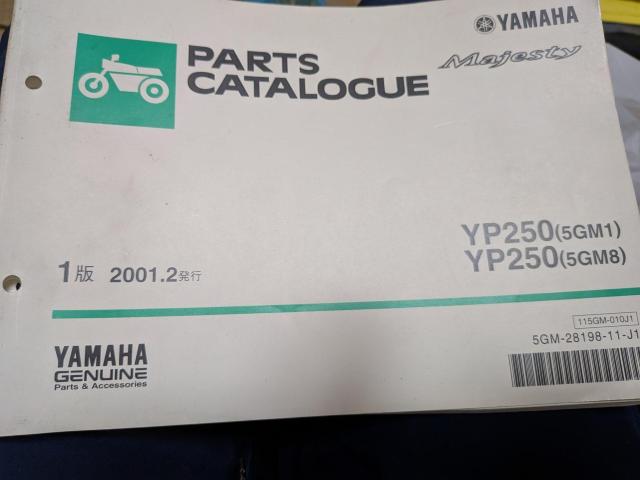 YAMAHA
PARTS
CATALOGUE
Majesty
YP250(5GM1)
YP250(5GM8)
1版 2001.2発行
115GM-010J1
5GM-28198-11-J1
YAMAHA
GENUINE
Parts & Accessories